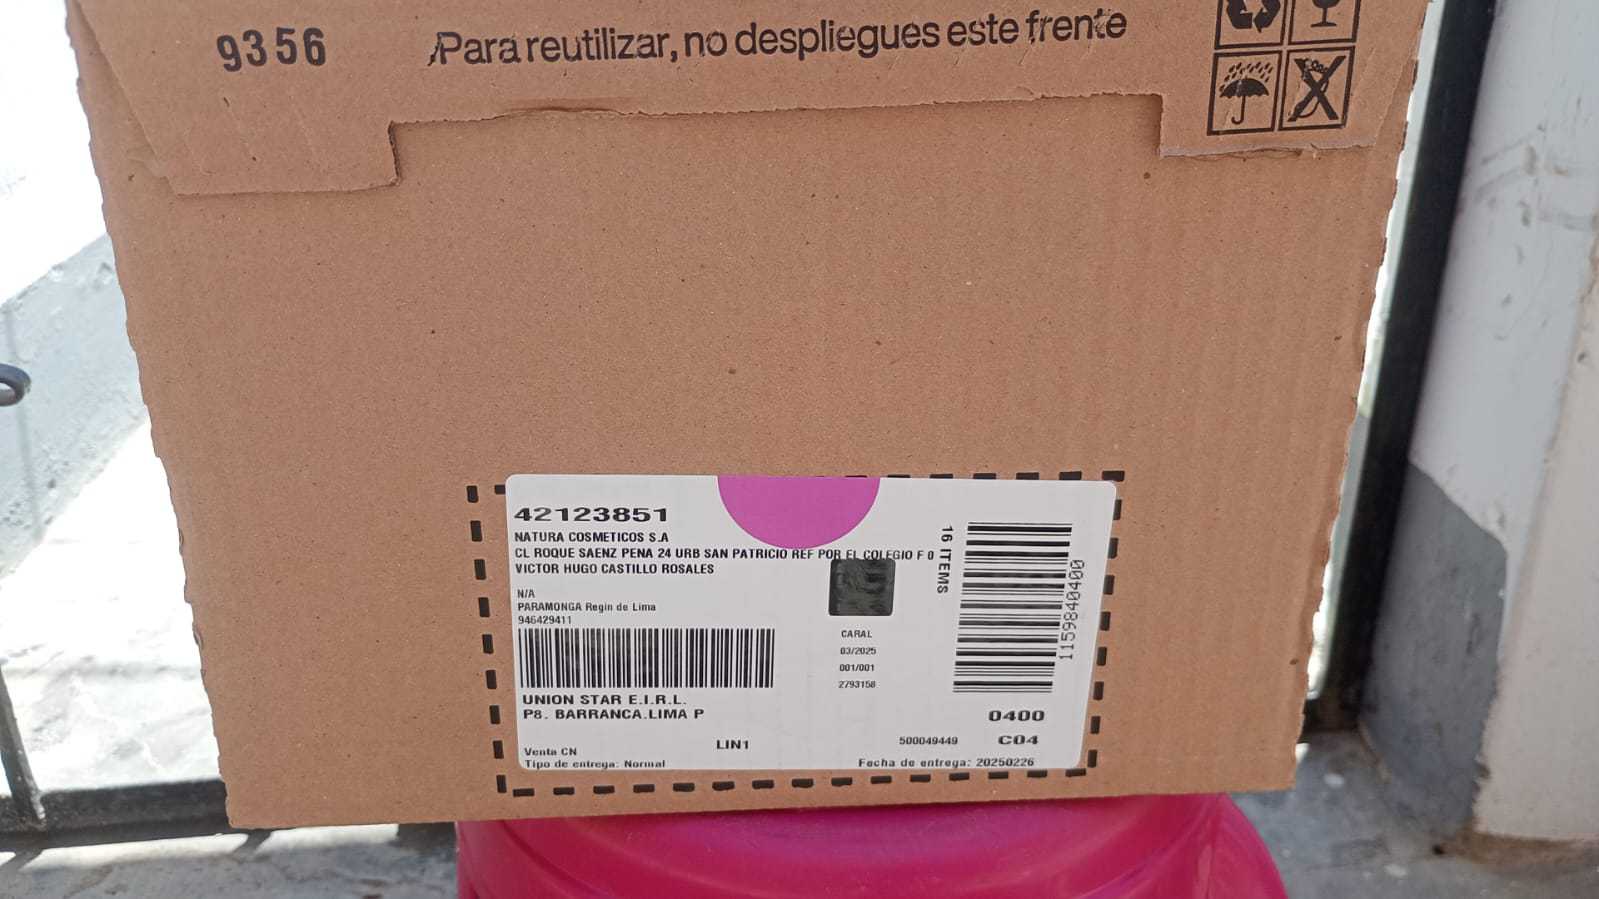 9356
Para reutilizar, no despliegues este frente
42123851
NATURA COSMETICOS S.A
CL ROQUE SAENZ PENA 24 URB SAN PATRICIO REF POR EL COLEGIO F 0
VICTOR HUGO CASTILLO ROSALES
N/A
PARAMONGA Regin de Lima
946429411
UNION STAR E.I.R.L.
P8. BARRANCA.LIMA P
LIN1
Venta CN
Tipo de entrega: Normal
CARAL
03/2025
001/001
2793158
16 ITEMS
1159840400
0400
500049449
C04
Fecha de entrega: 20250226